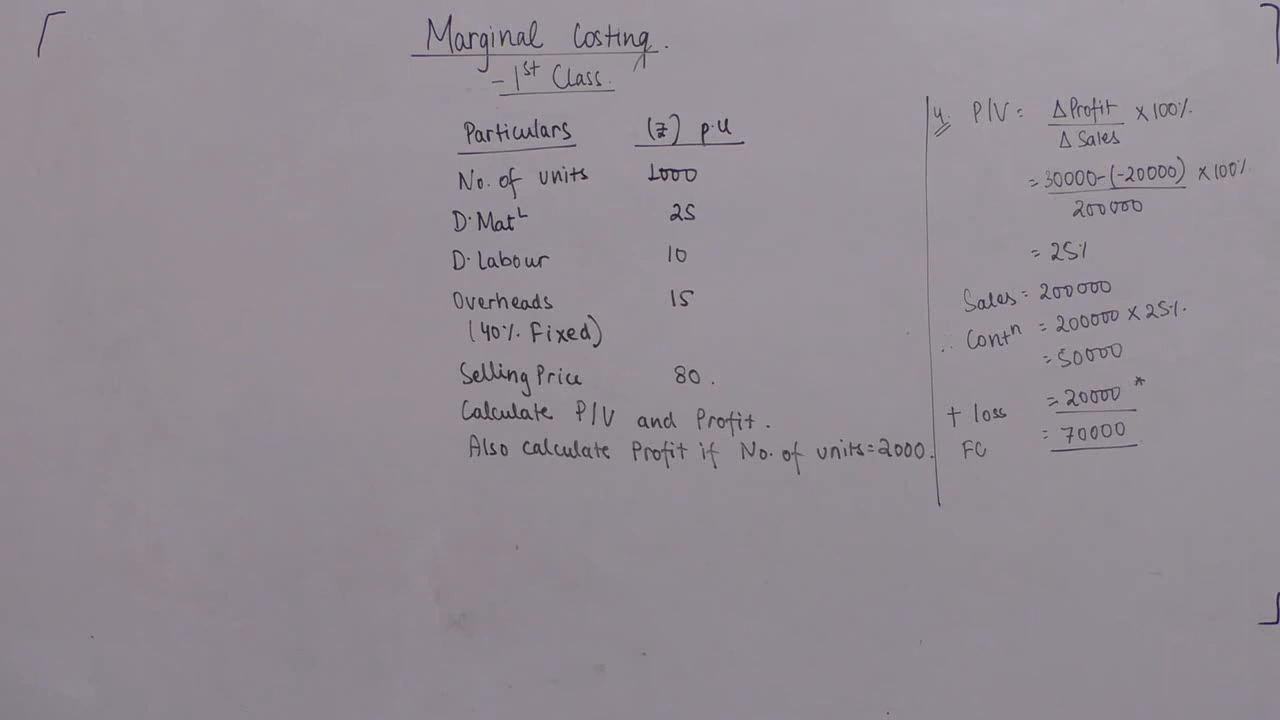 Marginal Costing.
- 1st Class.
Particulars (₹) p.u
No. of units 1000
D.MatL 25
D.Labour 10
Overheads 15
(40% Fixed)
Selling Price 80.
Calculate P/V and Profit.
Also calculate Profit if No. of units=2000.
4. P/V = ΔProfit / ΔSales × 100%
= 30000-(-20000) / 200000 × 100%
= 25%
Sales = 200000
∴ Contn = 200000 × 25%.
= 50000
+ loss = 20000 *
FC = 70000